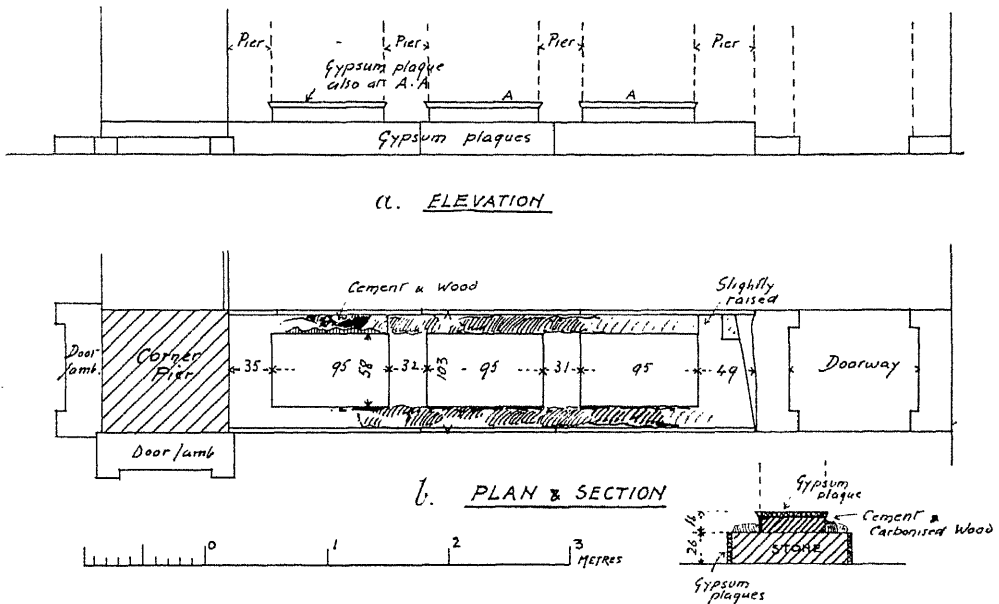 Pier
Pier
Pier
Pier
Gypsum plaque
also at A.A
A
A
Gypsum plaques
a. ELEVATION
Cement & Wood
Slightly
raised
Door
Jamb.
Corner
Pier
35
95
58
32
103
95
31
95
49
Doorway
Door Jamb
b. PLAN & SECTION
Gypsum
plaque
16
26
Cement &
Carbonised Wood
STONE
Gypsum
plaques
0
1
2
3
METRES